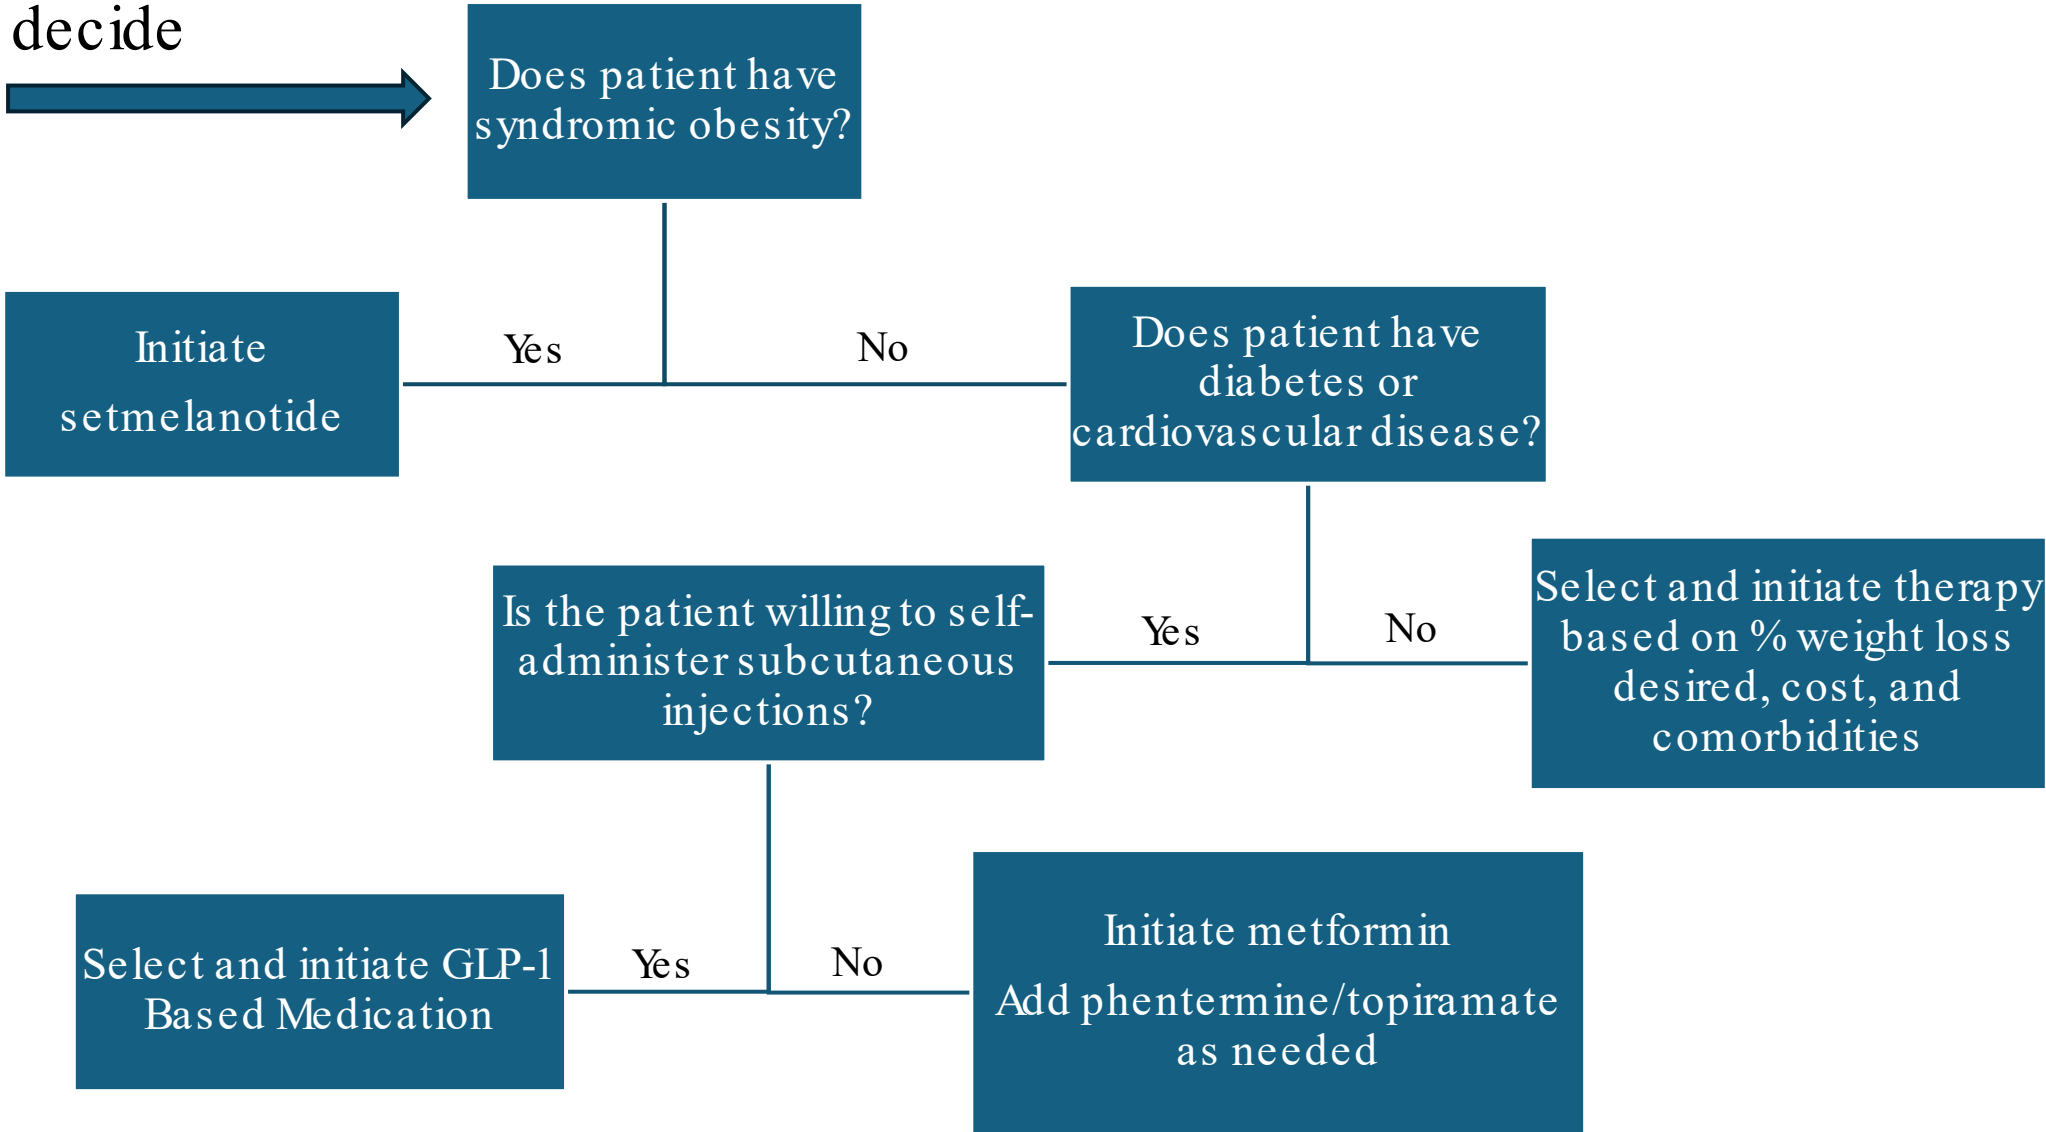 decide
Does patient have
syndromic obesity?
Initiate
setmelanotide
Yes
No
Does patient have
diabetes or
cardiovascular disease?
Is the patient willing to self-
administer subcutaneous
injections?
Yes
No
Select and initiate therapy
based on % weight loss
desired, cost, and
comorbidities
Select and initiate GLP-1
Based Medication
Yes
No
Initiate metformin
Add phentermine/topiramate
as needed